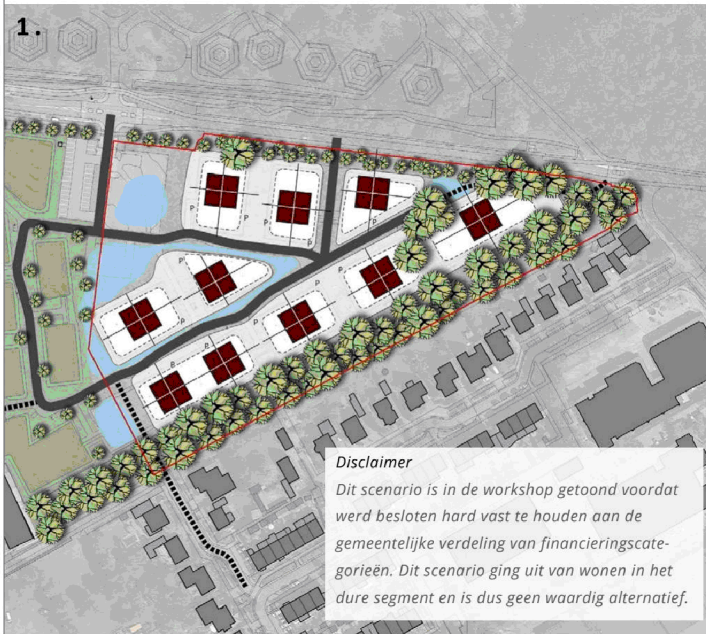 1.
P
P
P
P
P
P
P
P
Disclaimer
Dit scenario is in de workshop getoond voordat
werd besloten hard vast te houden aan de
gemeentelijke verdeling van financieringscate-
gorieën. Dit scenario ging uit van wonen in het
dure segment en is dus geen waardig alternatief.